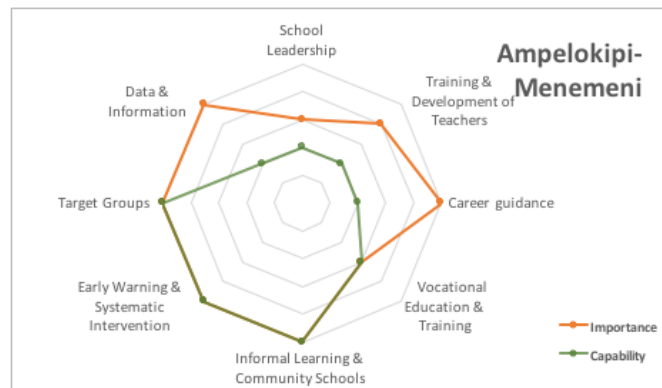 Ampelokipi-
Menemeni
School
Leadership
Training &
Development of
Teachers
Career guidance
Vocational
Education &
Training
Informal Learning &
Community Schools
Early Warning &
Systematic
Intervention
Target Groups
Data &
Information
Importance
Capability